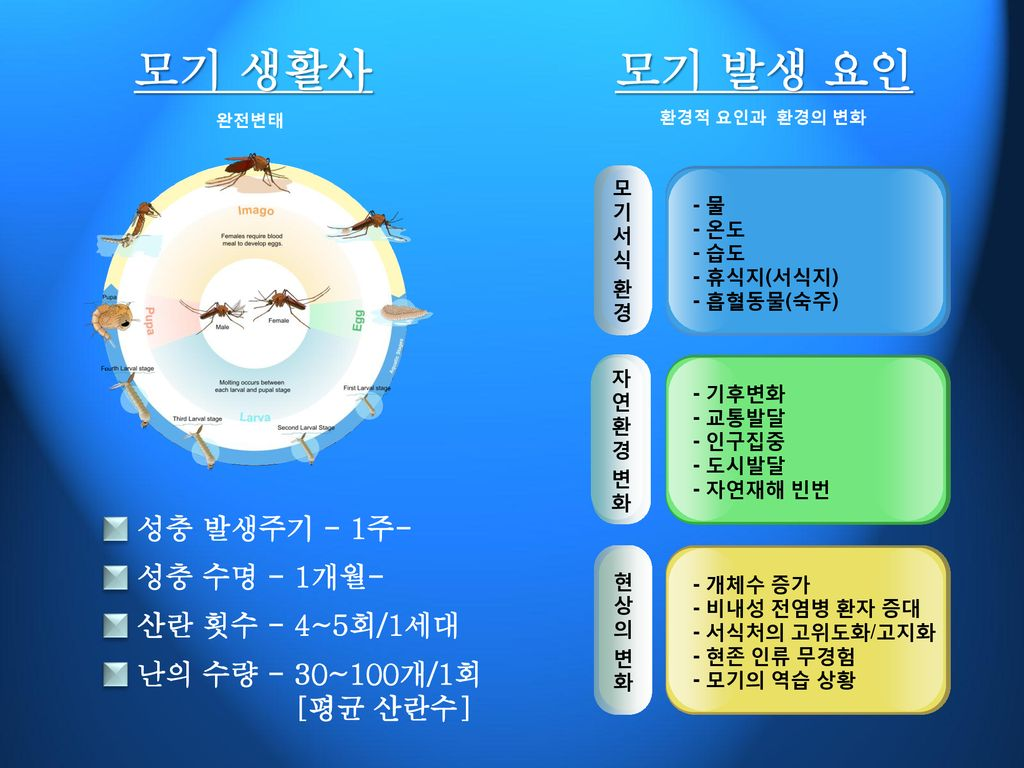 모기 생활사
완전변태
Imago
Females require blood
meal to develop eggs.
Pupa
Pupa
Male
Female
Egg
Aquatic Stages
Fourth Larval stage
Molting occurs between
each larval and pupal stage
First Larval stage
Third Larval stage
Larva
Second Larval Stage
성충 발생주기 - 1주-
성충 수명 - 1개월-
산란 횟수 - 4~5회/1세대
난의 수량 - 30~100개/1회
[평균 산란수]
모기 발생 요인
환경적 요인과 환경의 변화
모기서식 환경
- 물
- 온도
- 습도
- 휴식지(서식지)
- 흡혈동물(숙주)
자연환경 변화
- 기후변화
- 교통발달
- 인구집중
- 도시발달
- 자연재해 빈번
현상의 변화
- 개체수 증가
- 비내성 전염병 환자 증대
- 서식처의 고위도화/고지화
- 현존 인류 무경험
- 모기의 역습 상황